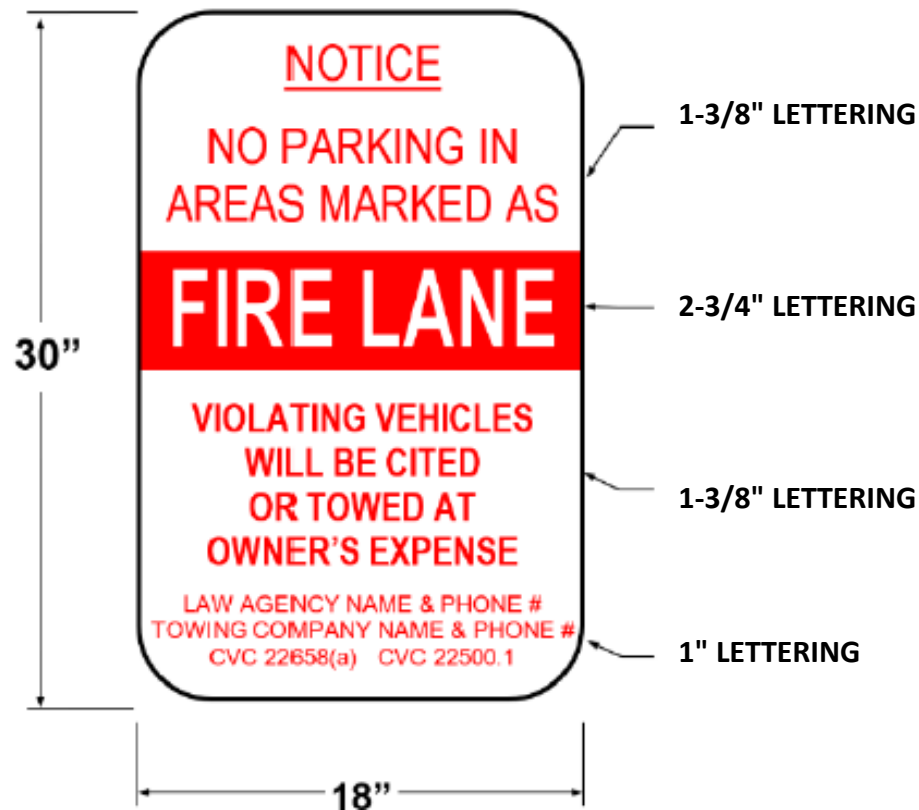 NOTICE
NO PARKING IN
AREAS MARKED AS
FIRE LANE
VIOLATING VEHICLES
WILL BE CITED
OR TOWED AT
OWNER'S EXPENSE
LAW AGENCY NAME & PHONE #
TOWING COMPANY NAME & PHONE #
CVC 22658(a) CVC 22500.1
30”
18”
1-3/8" LETTERING
2-3/4" LETTERING
1-3/8" LETTERING
1" LETTERING